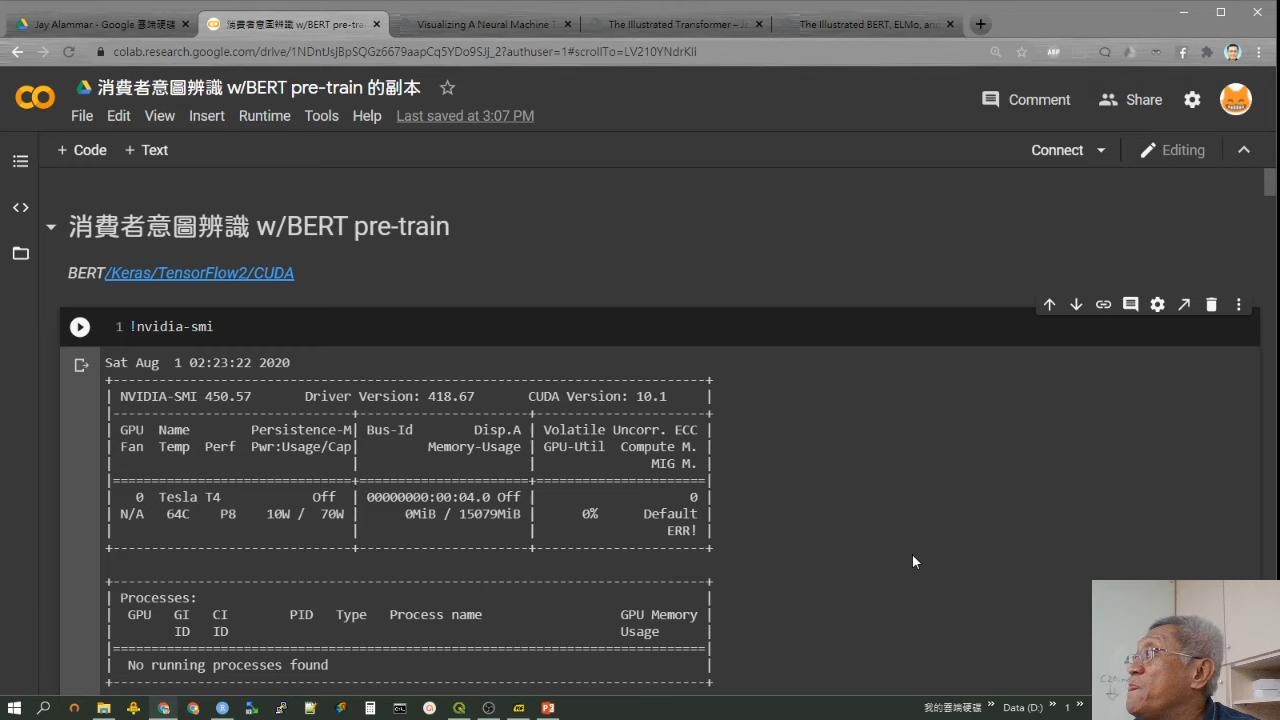 Jay Alammar - Google 雲端硬碟
消費者意圖辨識 w/BERT pre-tra
Visualizing A Neural Machine T
The Illustrated Transformer – J
The Illustrated BERT, ELMo, an
colab.research.google.com/drive/1NDntUsJBpSQGz6679aapCq5YDo9SJj_2?authuser=1#scrollTo=LV210YNdrKli
消費者意圖辨識 w/BERT pre-train 的副本
File Edit View Insert Runtime Tools Help Last saved at 3:07 PM
Comment Share
+ Code + Text
Connect Editing
消費者意圖辨識 w/BERT pre-train
BERT/Keras/TensorFlow2/CUDA
1 !nvidia-smi
Sat Aug 1 02:23:22 2020
NVIDIA-SMI 450.57 Driver Version: 418.67 CUDA Version: 10.1
GPU Name Persistence-M| Bus-Id Disp.A | Volatile Uncorr. ECC
Fan Temp Perf Pwr:Usage/Cap| Memory-Usage | GPU-Util Compute M.
MIG M.
0 Tesla T4 Off | 00000000:00:04.0 Off | 0
N/A 64C P8 10W / 70W | 0MiB / 15079MiB | 0% Default
ERR!
Processes:
GPU GI CI PID Type Process name GPU Memory
ID ID Usage
No running processes found
我的雲端硬碟 Data (D:) 1